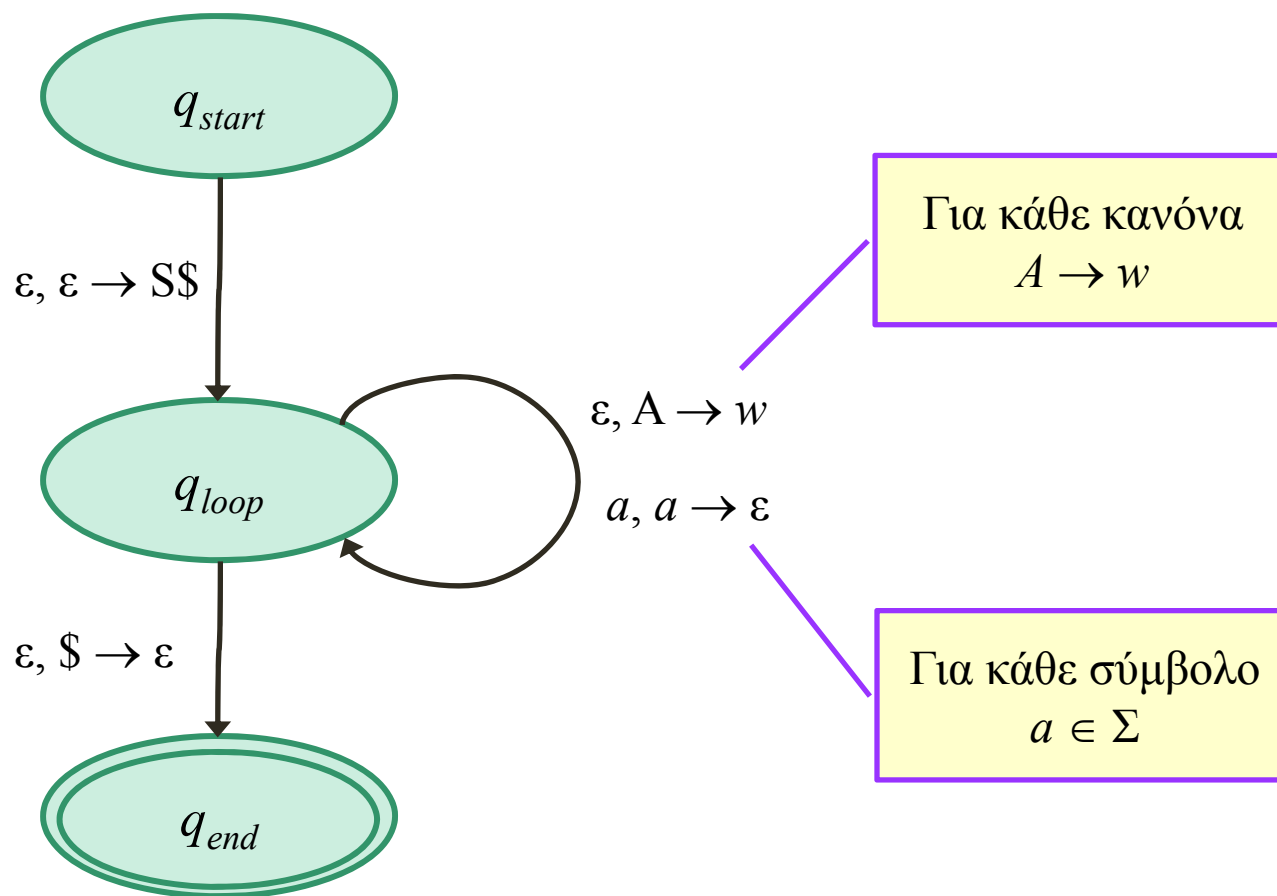 q_start
ε, ε → S$
Για κάθε κανόνα
A → w
ε, A → w
q_loop
a, a → ε
ε, $ → ε
Για κάθε σύμβολο
a ∈ Σ
q_end